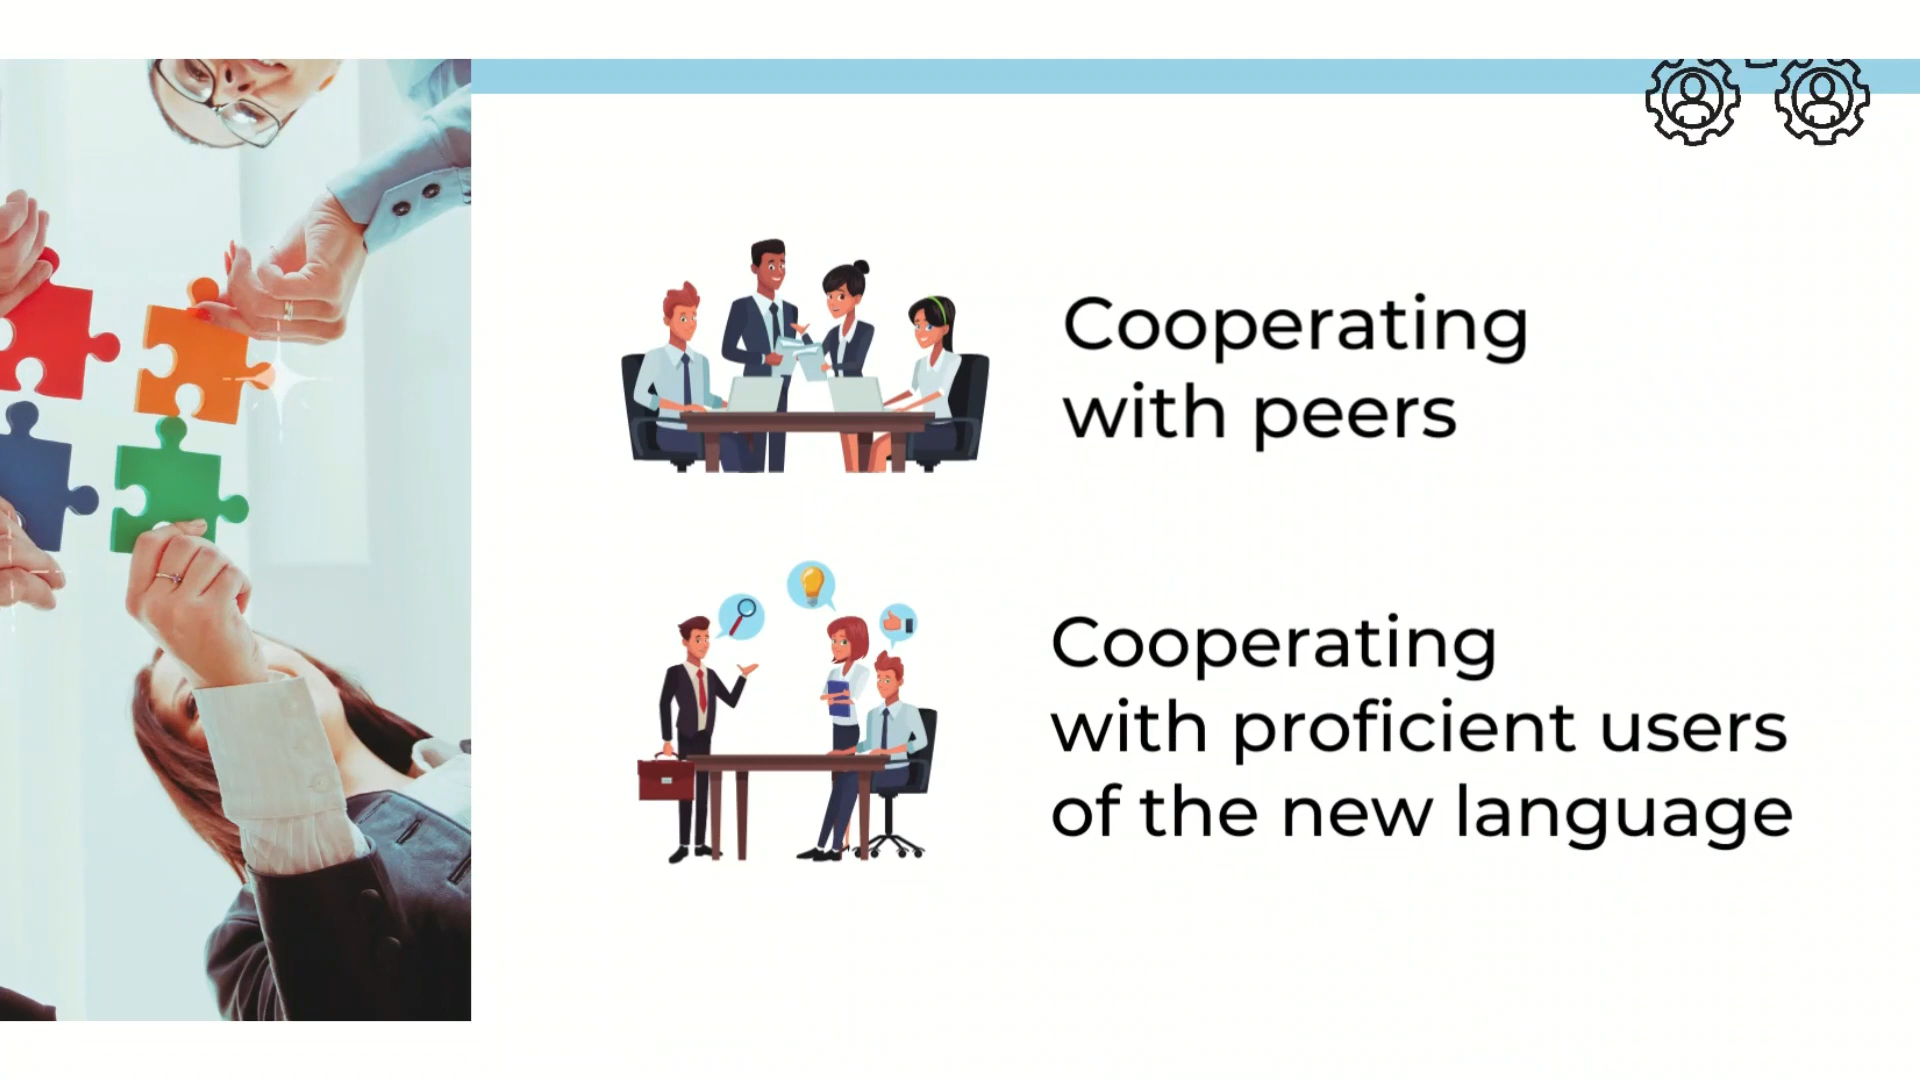 Cooperating
with peers
Cooperating
with proficient users
of the new language